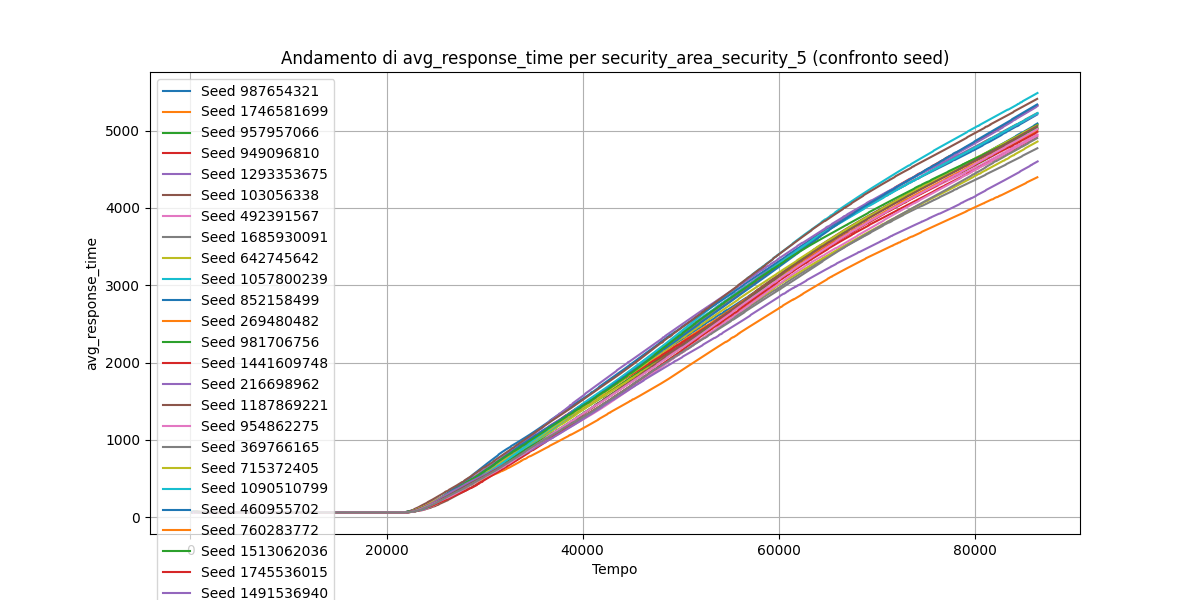 Andamento di avg_response_time per security_area_security_5 (confronto seed)
avg_response_time
5000
4000
3000
2000
1000
0
Seed 987654321
Seed 1746581699
Seed 957957066
Seed 949096810
Seed 1293353675
Seed 103056338
Seed 492391567
Seed 1685930091
Seed 642745642
Seed 1057800239
Seed 852158499
Seed 269480482
Seed 981706756
Seed 1441609748
Seed 216698962
Seed 1187869221
Seed 954862275
Seed 369766165
Seed 715372405
Seed 1090510799
Seed 460955702
Seed 760283772
Seed 1513062036
Seed 1745536015
Seed 1491536940
0 20000 40000 60000 80000
Tempo